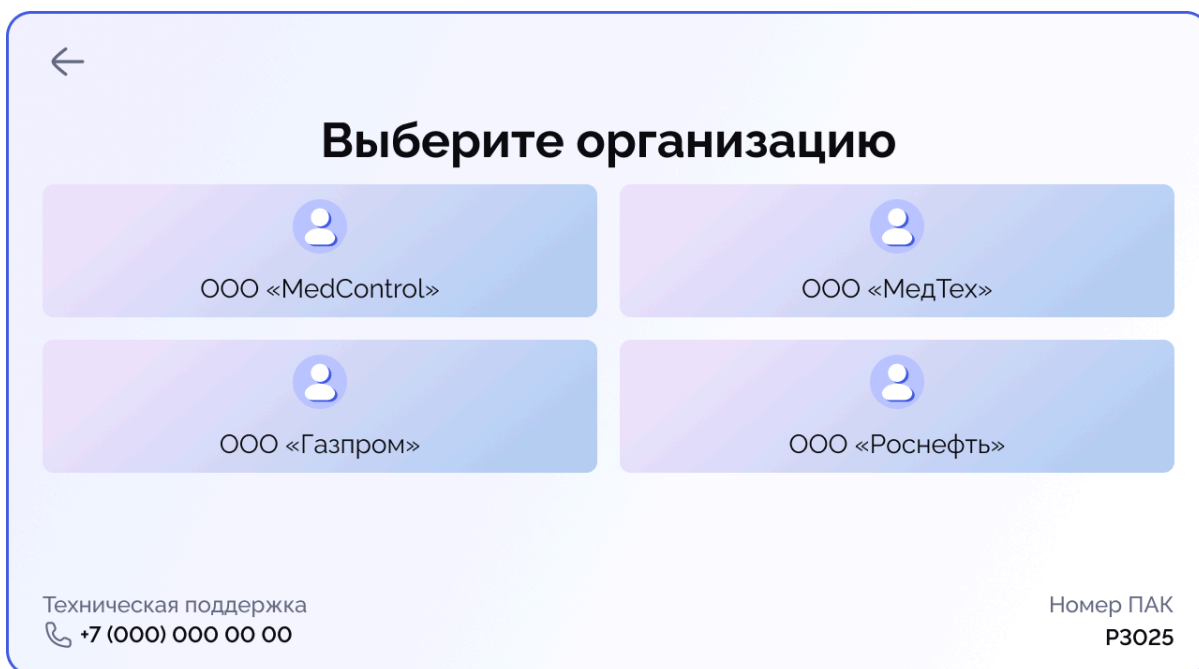 Выберите организацию
ООО «MedControl»
ООО «МедТех»
ООО «Газпром»
ООО «Роснефть»
Техническая поддержка
+7 (000) 000 00 00
Номер ПАК
P3025